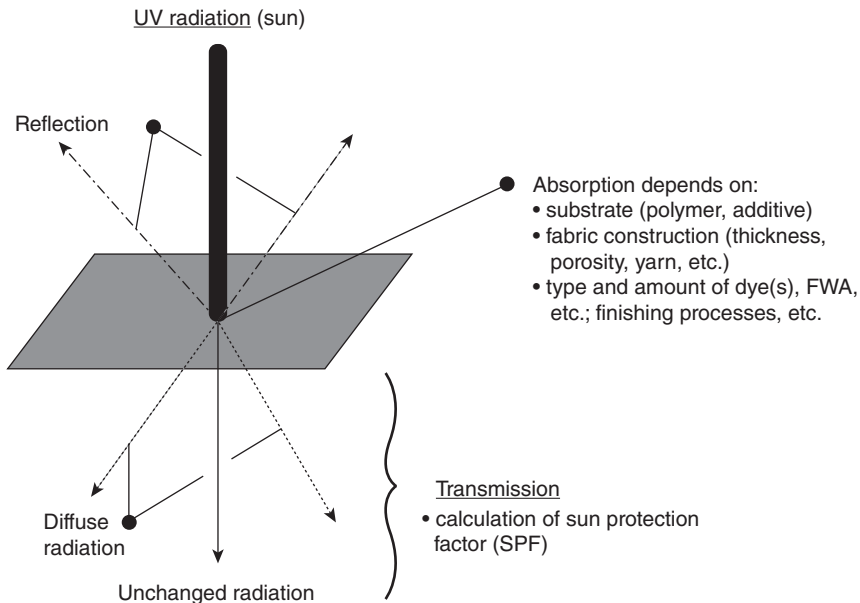 UV radiation (sun)
Reflection
Absorption depends on:
• substrate (polymer, additive)
• fabric construction (thickness,
porosity, yarn, etc.)
• type and amount of dye(s), FWA,
etc.; finishing processes, etc.
Transmission
• calculation of sun protection
factor (SPF)
Diffuse
radiation
Unchanged radiation